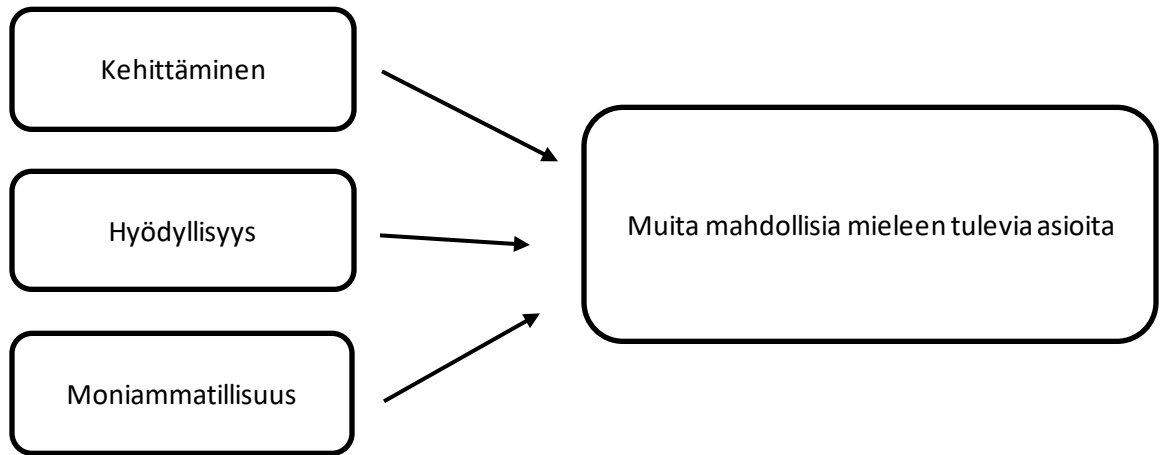 Kehittäminen
Hyödyllisyys
Muita mahdollisia mieleen tulevia asioita
Moniammatillisuus